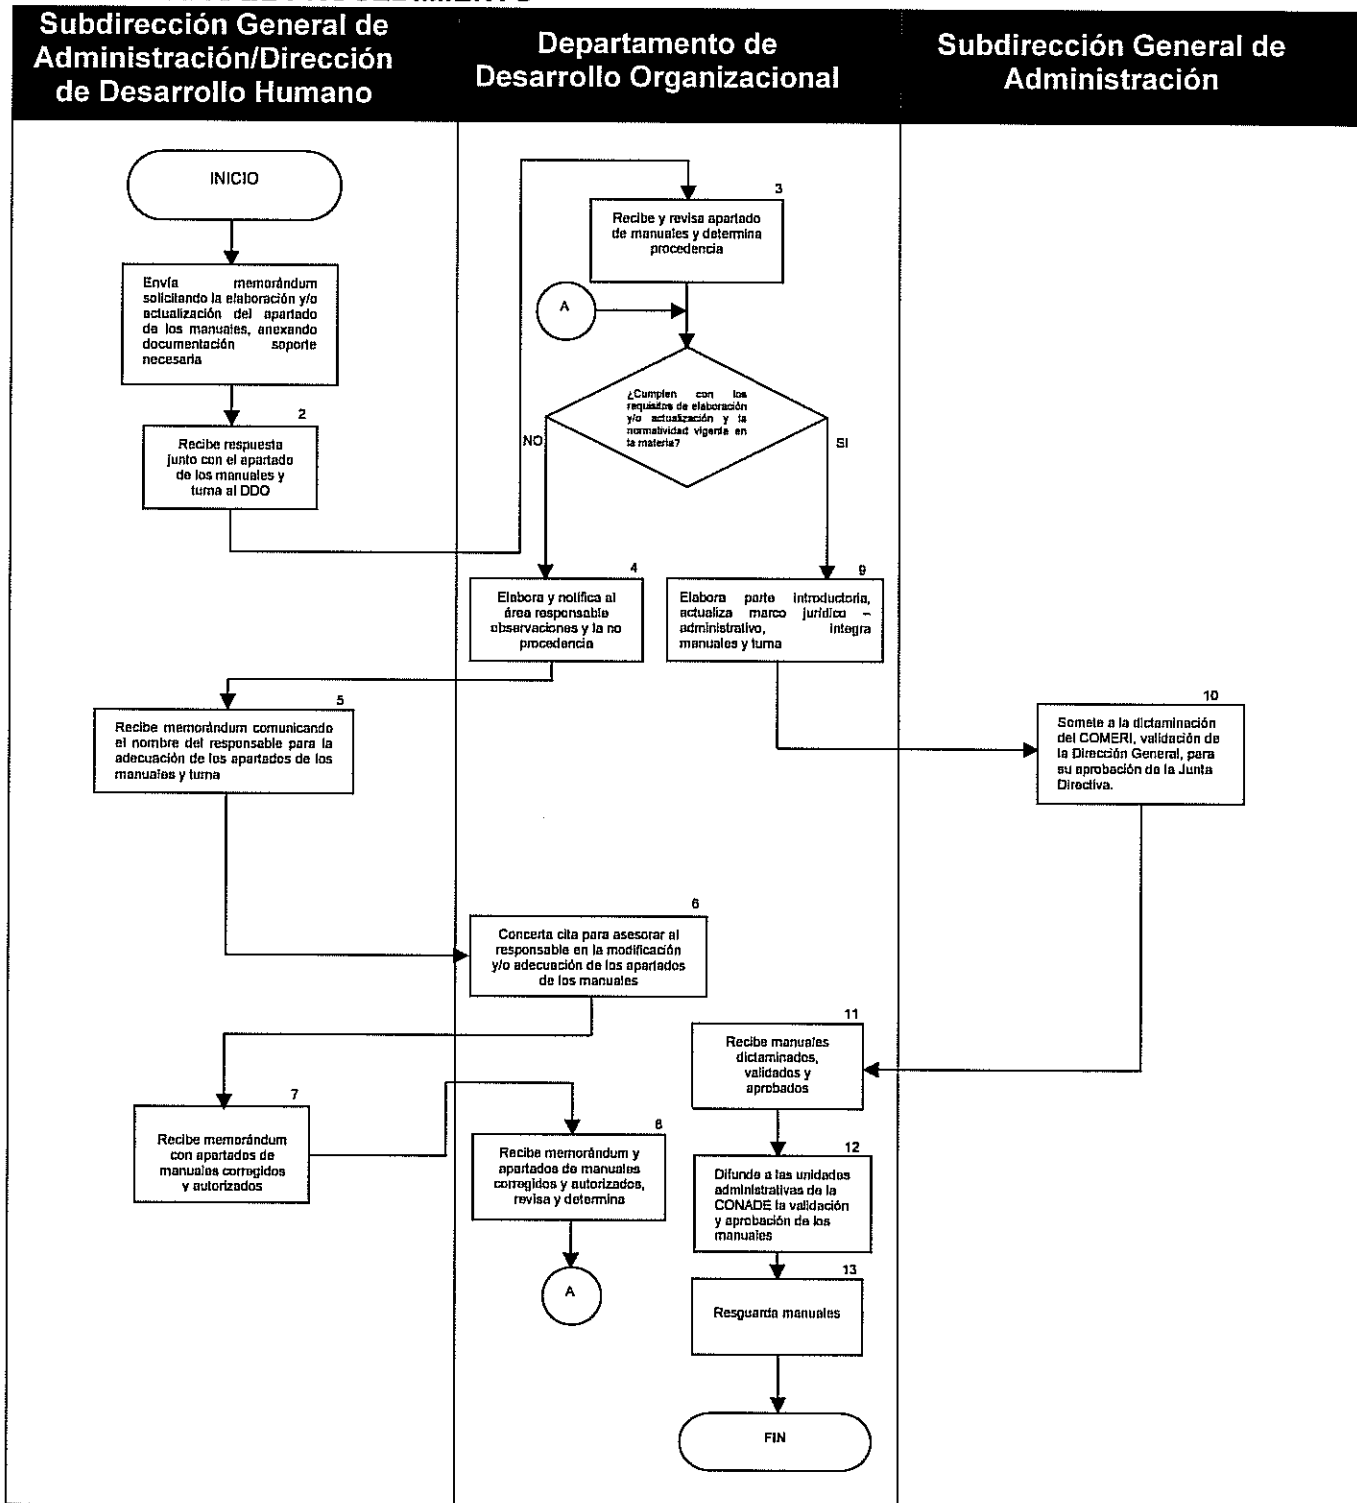 Subdirección General de
Administración/Dirección
de Desarrollo Humano
Departamento de
Desarrollo Organizacional
Subdirección General de
Administración
INICIO
Envía memorándum
solicitando la elaboración y/o
actualización del apartado
de los manuales, anexando
documentación soporte
necesaria
2
Recibe respuesta
junto con el apartado
de los manuales y
turna al DDO
3
Recibe y revisa apartado
de manuales y determina
procedencia
A
¿Cumplen con los
requisitos de elaboración
y/o actualización y la
normatividad vigente en
la materia?
NO
SI
4
Elabora y notifica al
área responsable
observaciones y la no
procedencia
9
Elabora parte introductoria,
actualiza marco jurídico –
administrativo, integra
manuales y turna
5
Recibe memorándum comunicando
el nombre del responsable para la
adecuación de los apartados de los
manuales y turna
10
Somete a la dictaminación
del COMERI, validación de
la Dirección General, para
su aprobación de la Junta
Directiva.
6
Concerta cita para asesorar al
responsable en la modificación
y/o adecuación de los apartados
de los manuales
11
Recibe manuales
dictaminados,
validados y
aprobados
7
Recibe memorándum
con apartados de
manuales corregidos
y autorizados
8
Recibe memorándum y
apartados de manuales
corregidos y autorizados,
revisa y determina
A
12
Difunde a las unidades
administrativas de la
CONADE la validación
y aprobación de los
manuales
13
Resguarda manuales
FIN